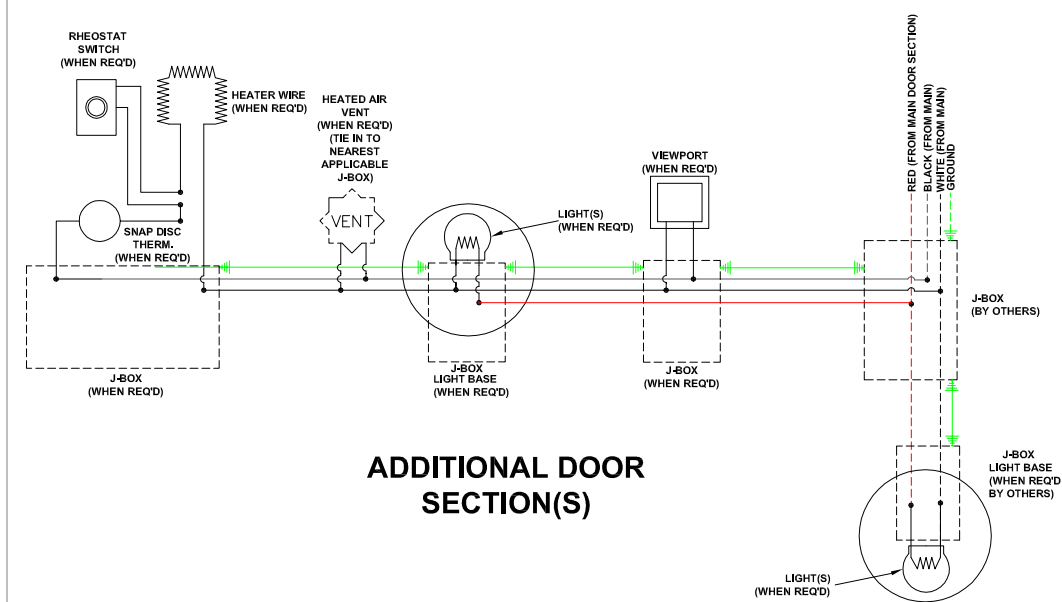 RHEOSTAT
SWITCH
(WHEN REQ'D)
HEATER WIRE
(WHEN REQ'D)
HEATED AIR
VENT
(WHEN REQ'D)
(TIE IN TO
NEAREST
APPLICABLE
J-BOX)
VENT
SNAP DISC
THERM.
(WHEN REQ'D)
LIGHT(S)
(WHEN REQ'D)
VIEWPORT
(WHEN REQ'D)
RED (FROM MAIN DOOR SECTION)
BLACK (FROM MAIN)
WHITE (FROM MAIN)
GROUND
J-BOX
(BY OTHERS)
J-BOX
(WHEN REQ'D)
J-BOX
LIGHT BASE
(WHEN REQ'D)
J-BOX
(WHEN REQ'D)
ADDITIONAL DOOR
SECTION(S)
J-BOX
LIGHT BASE
(WHEN REQ'D
BY OTHERS)
LIGHT(S)
(WHEN REQ'D)